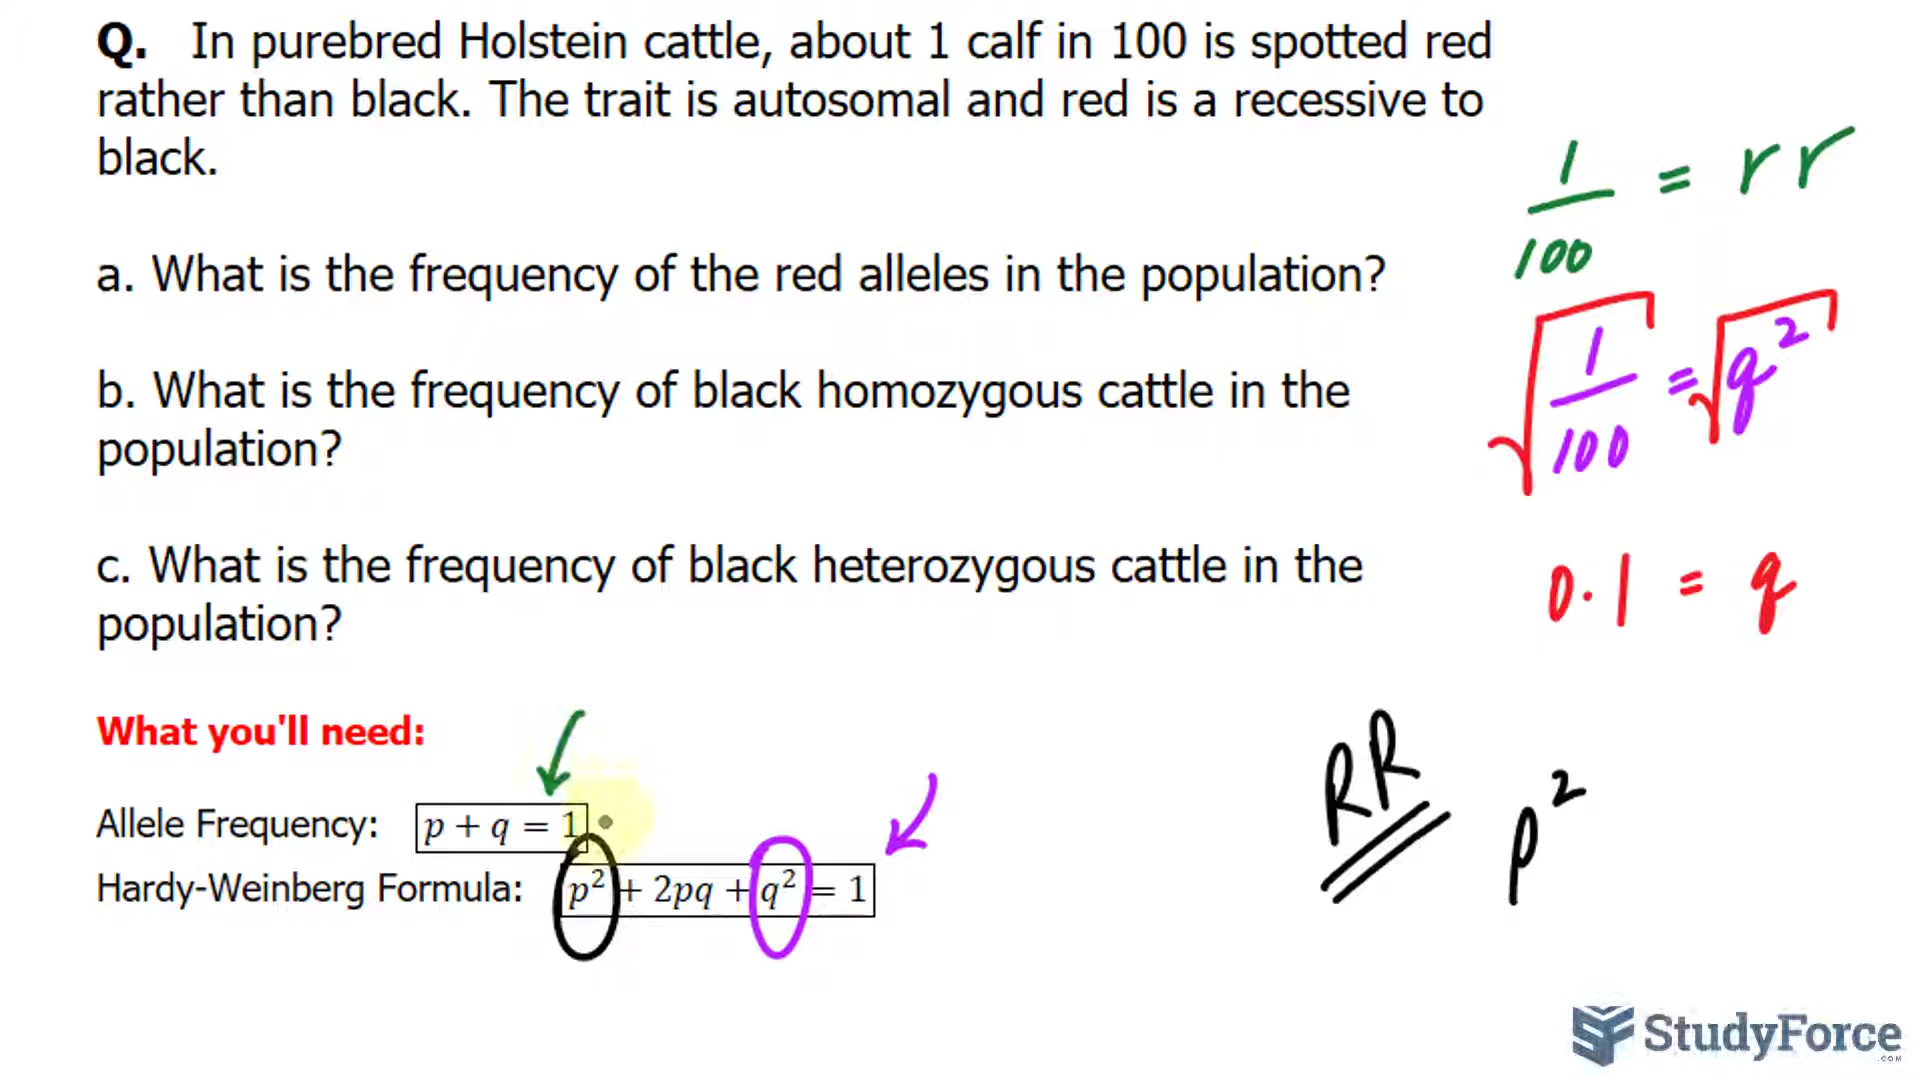 Q. In purebred Holstein cattle, about 1 calf in 100 is spotted red
rather than black. The trait is autosomal and red is a recessive to
black.
1/100 = rr
a. What is the frequency of the red alleles in the population?
√(1/100) = √(q²)
b. What is the frequency of black homozygous cattle in the
population?
c. What is the frequency of black heterozygous cattle in the
population?
0.1 = q
What you'll need:
Allele Frequency: p + q = 1
Hardy-Weinberg Formula: p² + 2pq + q² = 1
RR p²
StudyForce
.COM